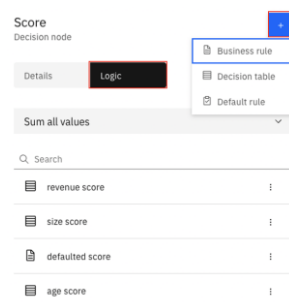 Score
Decision node
+
Business rule
Decision table
Default rule
Details
Logic
Sum all values
Search
revenue score
size score
defaulted score
age score